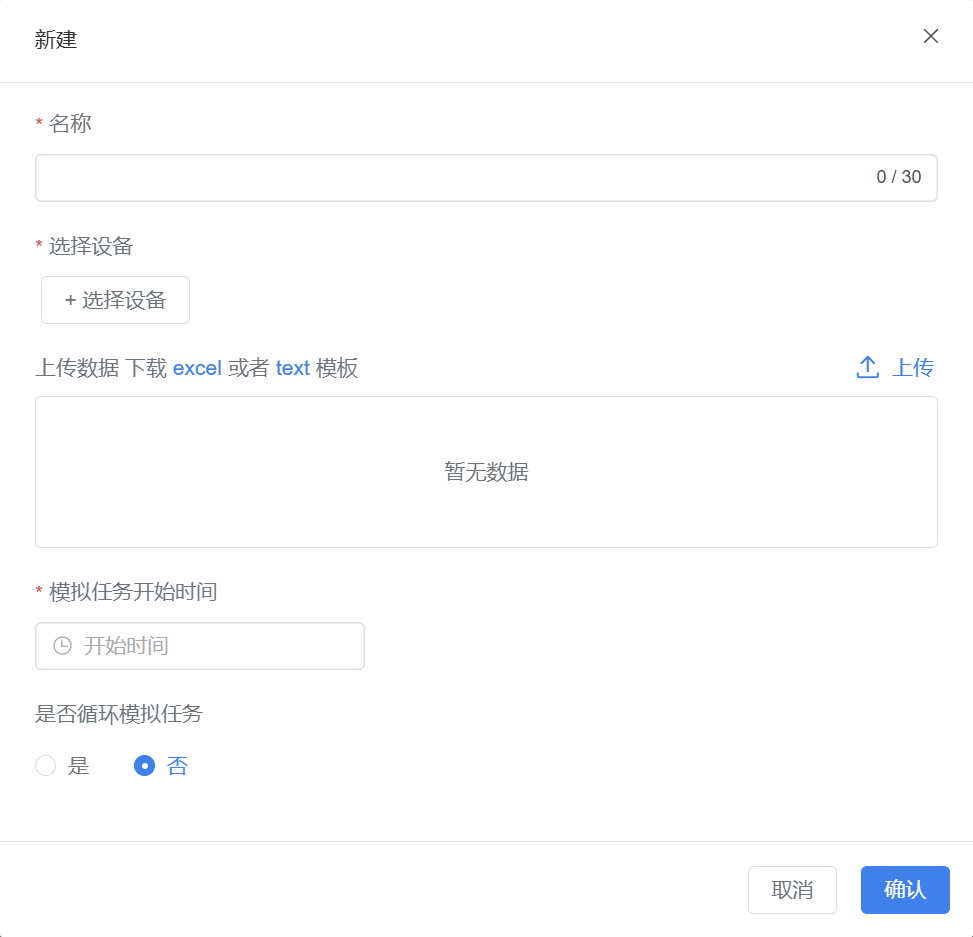 新建
* 名称
0 / 30
* 选择设备
+ 选择设备
上传数据 下载 excel 或者 text 模板 上传
暂无数据
* 模拟任务开始时间
开始时间
是否循环模拟任务
是 否
取消 确认